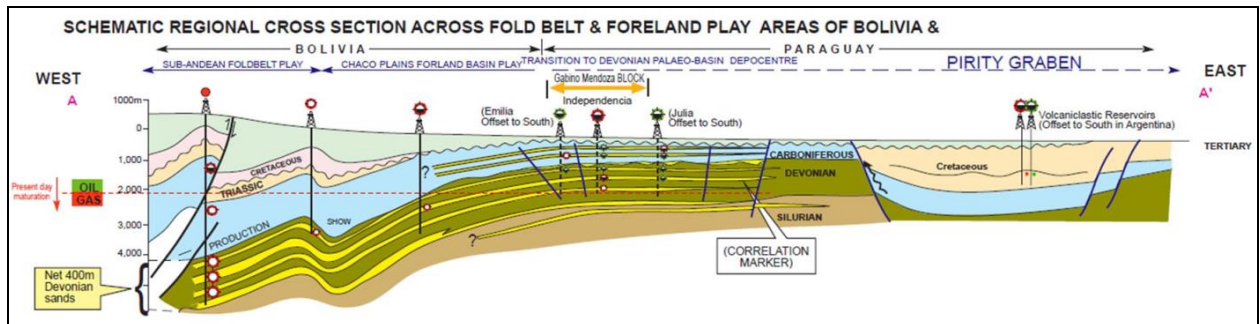 SCHEMATIC REGIONAL CROSS SECTION ACROSS FOLD BELT & FORELAND PLAY AREAS OF BOLIVIA &
BOLIVIA
PARAGUAY
SUB-ANDEAN FOLDBELT PLAY
CHACO PLAINS FORLAND BASIN PLAY
TRANSITION TO DEVONIAN PALAEO-BASIN DEPOCENTRE
PIRITY GRABEN
WEST
EAST
A
A'
Gabino Mendoza BLOCK
1000m
(Emilia
Offset to South)
Independencia
(Julia
Offset to South)
Volcaniclastic Reservoirs
(Offset to South in Argentina)
0
TERTIARY
1,000
CRETACEOUS
?
CARBONIFEROUS
Cretaceous
DEVONIAN
Present day
maturation
OIL
GAS
2,000
TRIASSIC
3,000
PRODUCTION
SHOW
SILURIAN
?
4,000
(CORRELATION
MARKER)
Net 400m
Devonian
sands